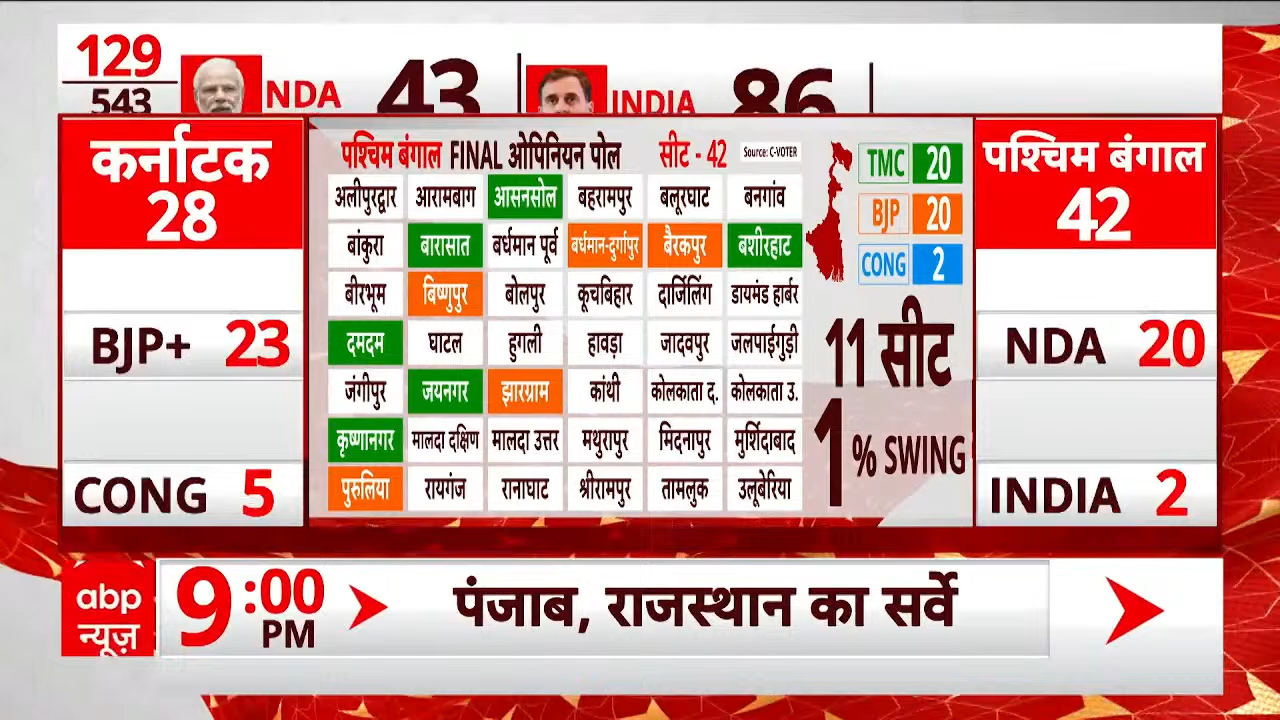 129
543
NDA 43
INDIA 86
कर्नाटक
28
BJP+ 23
CONG 5
पश्चिम बंगाल FINAL ओपिनियन पोल सीट - 42 Source: C-VOTER
अलीपुरद्वार आरामबाग आसनसोल बहरामपुर बलूरघाट बनगांव
बांकुरा बारासात बर्धमान पूर्व बर्धमान-दुर्गापुर बैरकपुर बशीरहाट
बीरभूम बिष्णुपुर बोलपुर कूचबिहार दार्जिलिंग डायमंड हार्बर
दमदम घाटल हुगली हावड़ा जादवपुर जलपाईगुड़ी
जंगीपुर जयनगर झारग्राम कांथी कोलकाता द. कोलकाता उ.
कृष्णानगर मालदा दक्षिण मालदा उत्तर मथुरापुर मिदनापुर मुर्शिदाबाद
पुरुलिया रायगंज रानाघाट श्रीरामपुर तामलुक उलूबेरिया
TMC 20
BJP 20
CONG 2
11 सीट
1% SWING
पश्चिम बंगाल
42
NDA 20
INDIA 2
abp
न्यूज़
9:00
PM
पंजाब, राजस्थान का सर्वे